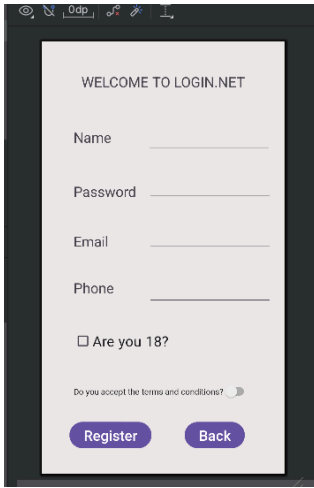 0dp
WELCOME TO LOGIN.NET
Name
Password
Email
Phone
Are you 18?
Do you accept the terms and conditions?
Register Back